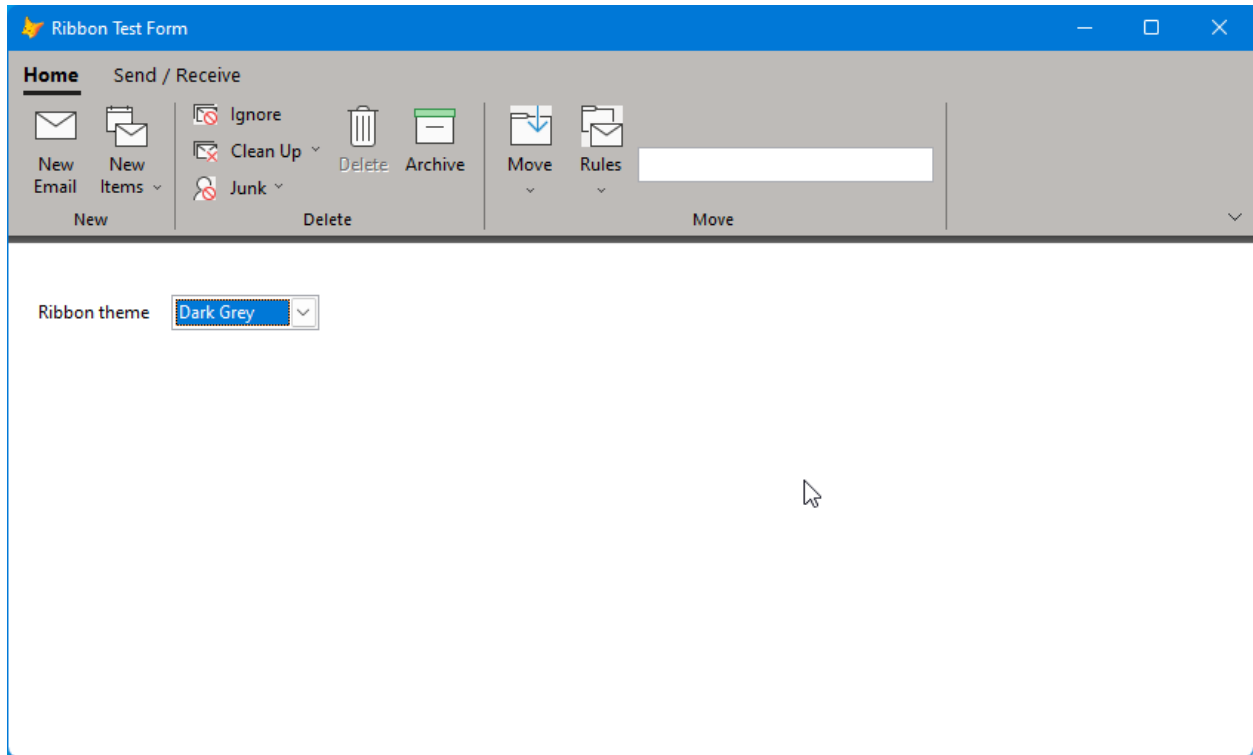 Ribbon Test Form
Home
Send / Receive
New
Email
New
Items
Ignore
Clean Up
Junk
Delete
Archive
Move
Rules
New
Delete
Move
Ribbon theme
Dark Grey